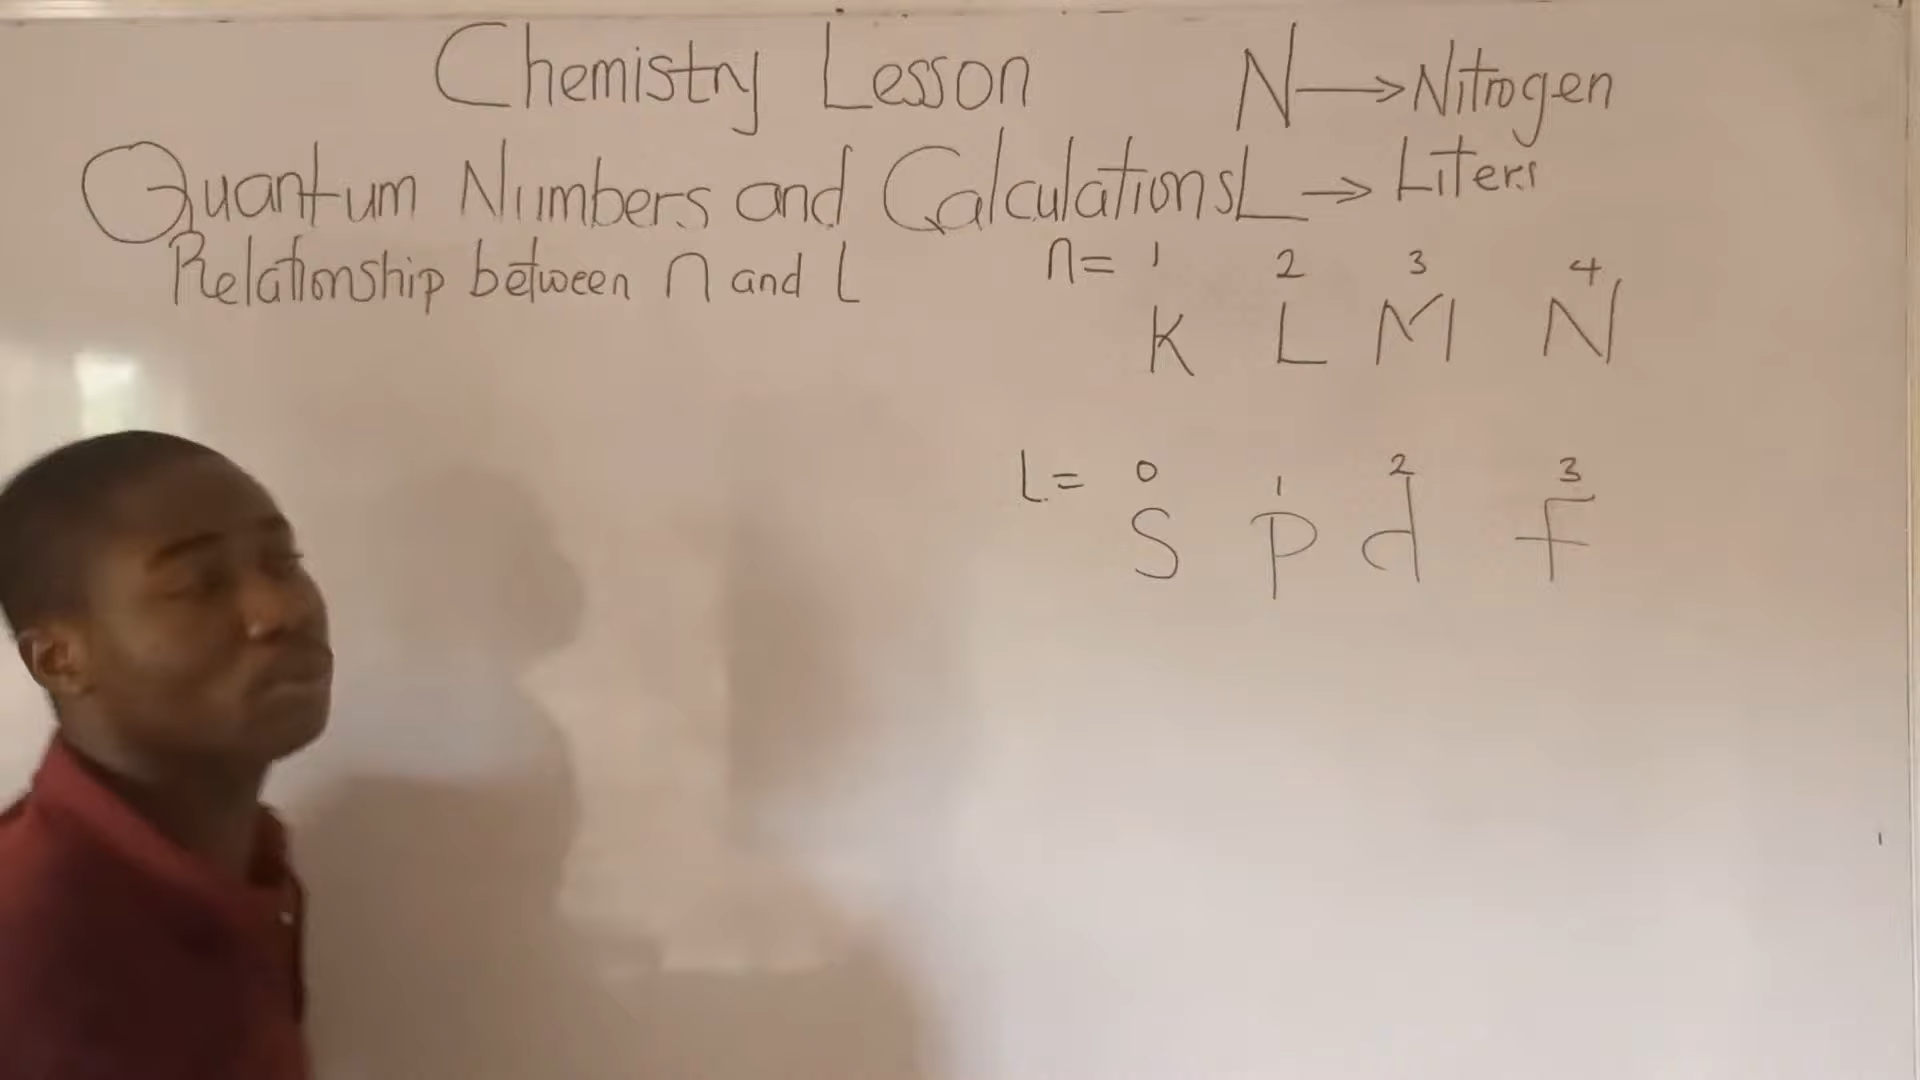 Chemistry Lesson
N → Nitrogen
Quantum Numbers and Calculations
L → Liters
Relationship between n and L
n = 1 2 3 4
K L M N
L = 0 1 2 3
S p d f